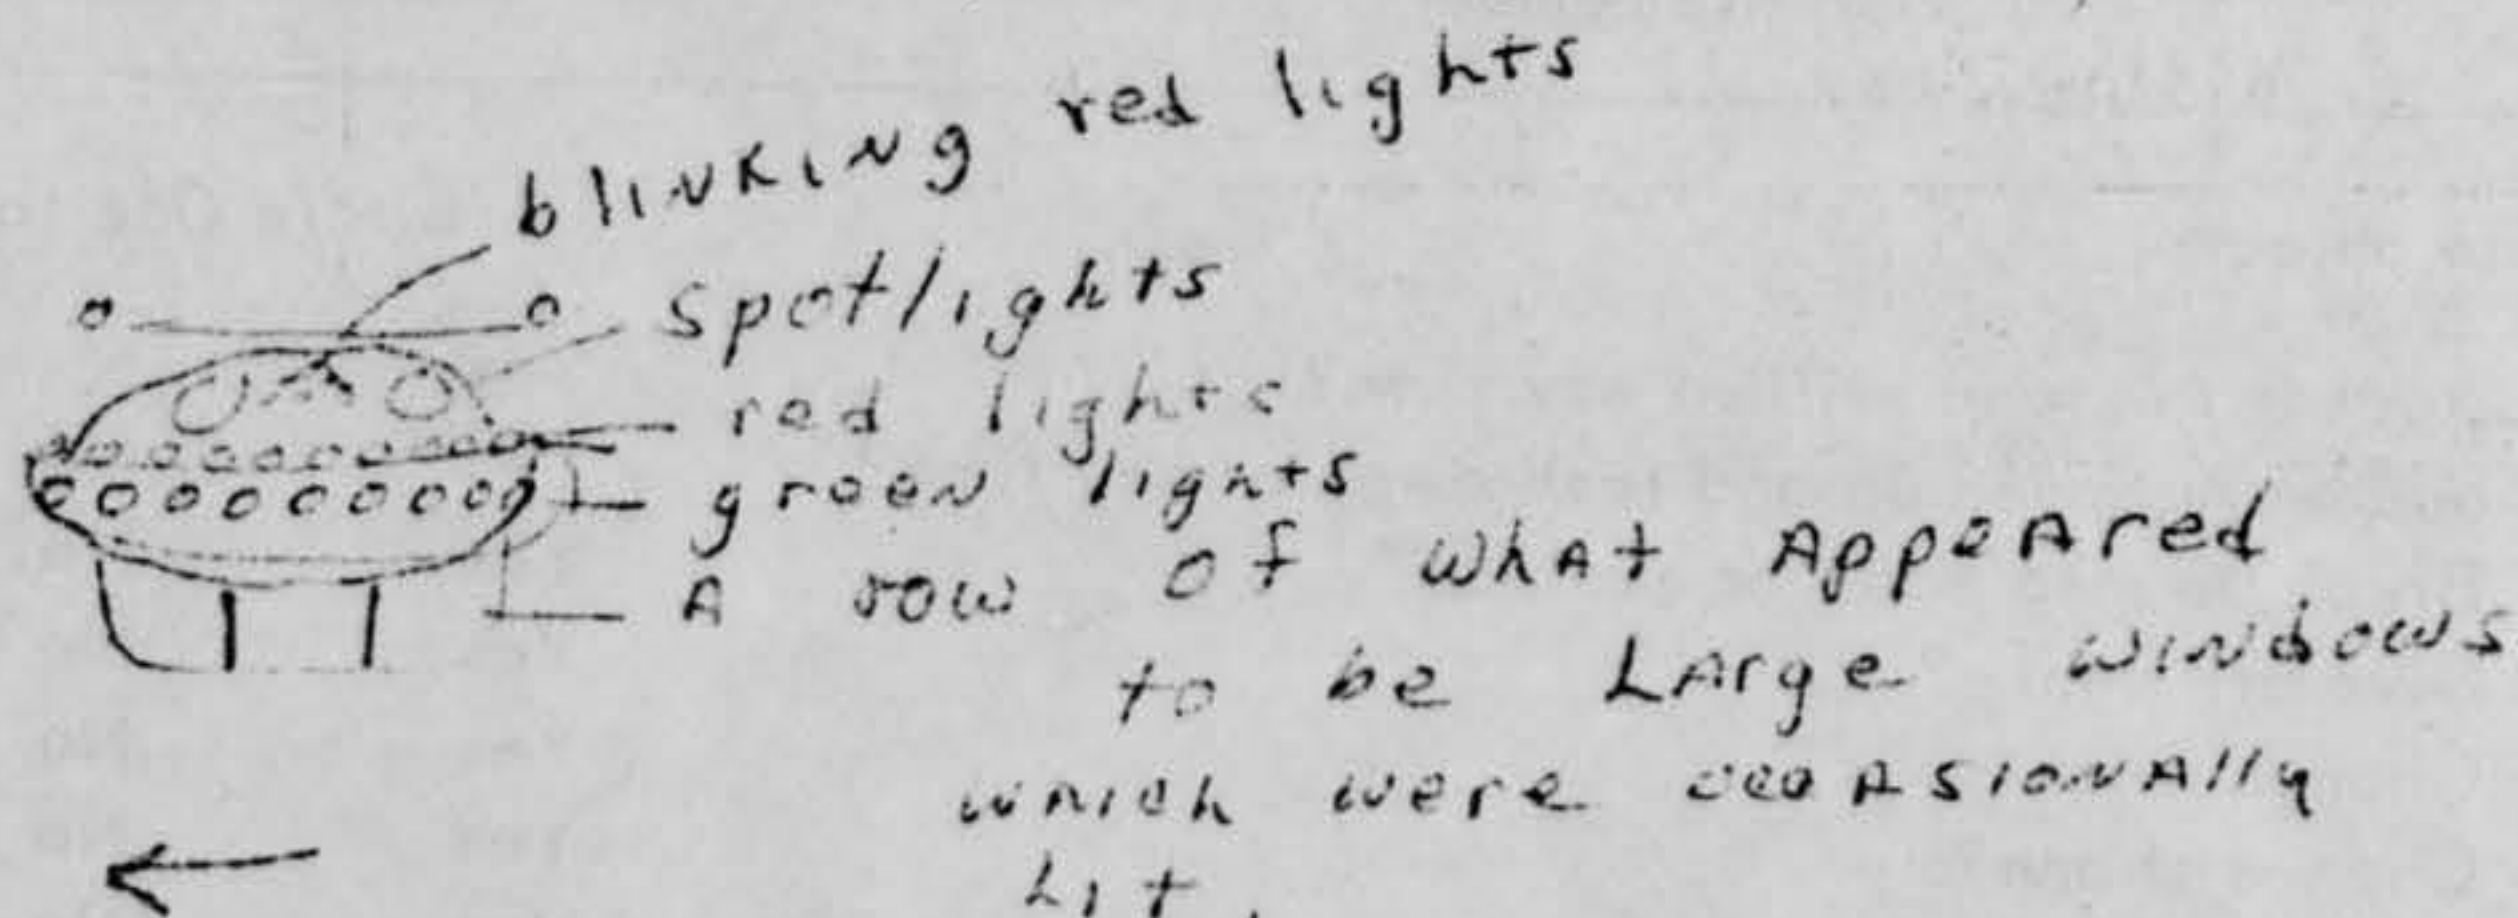 blinking red lights
spotlights
red lights
green lights
A row of what Appeared
to be Large windows
which were occasionally
Lit.